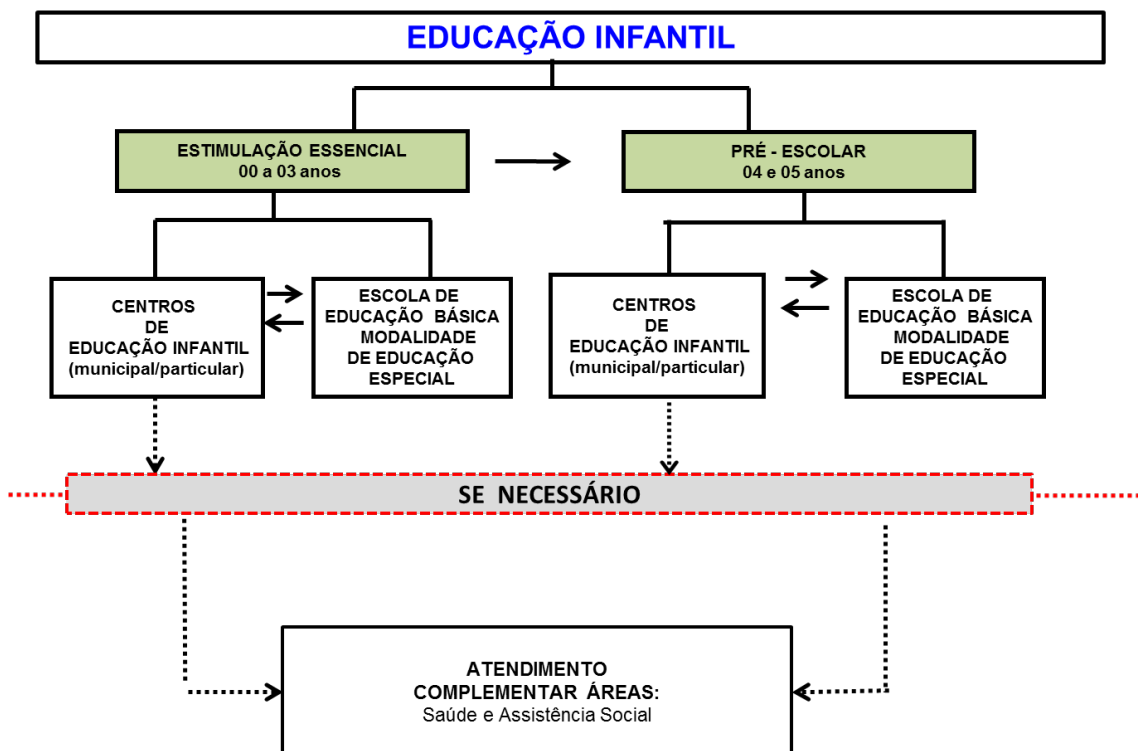 EDUCAÇÃO INFANTIL
ESTIMULAÇÃO ESSENCIAL
00 a 03 anos
PRÉ - ESCOLAR
04 e 05 anos
CENTROS
DE
EDUCAÇÃO INFANTIL
(municipal/particular)
ESCOLA DE
EDUCAÇÃO BÁSICA
MODALIDADE
DE EDUCAÇÃO
ESPECIAL
CENTROS
DE
EDUCAÇÃO INFANTIL
(municipal/particular)
ESCOLA DE
EDUCAÇÃO BÁSICA
MODALIDADE
DE EDUCAÇÃO
ESPECIAL
SE NECESSÁRIO
ATENDIMENTO
COMPLEMENTAR ÁREAS:
Saúde e Assistência Social